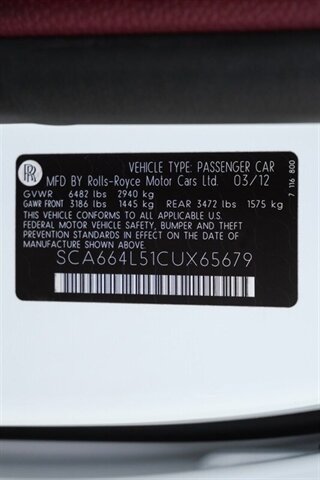 RR
VEHICLE TYPE: PASSENGER CAR
MFD BY Rolls-Royce Motor Cars Ltd. 03/12
GVWR 6482 lbs 2940 kg
GAWR FRONT 3186 lbs 1445 kg REAR 3472 lbs 1575 kg
THIS VEHICLE CONFORMS TO ALL APPLICABLE U.S.
FEDERAL MOTOR VEHICLE SAFETY, BUMPER, AND THEFT
PREVENTION STANDARDS IN EFFECT ON THE DATE OF
MANUFACTURE SHOWN ABOVE.
SCA664L51CUX65679
7 116 800